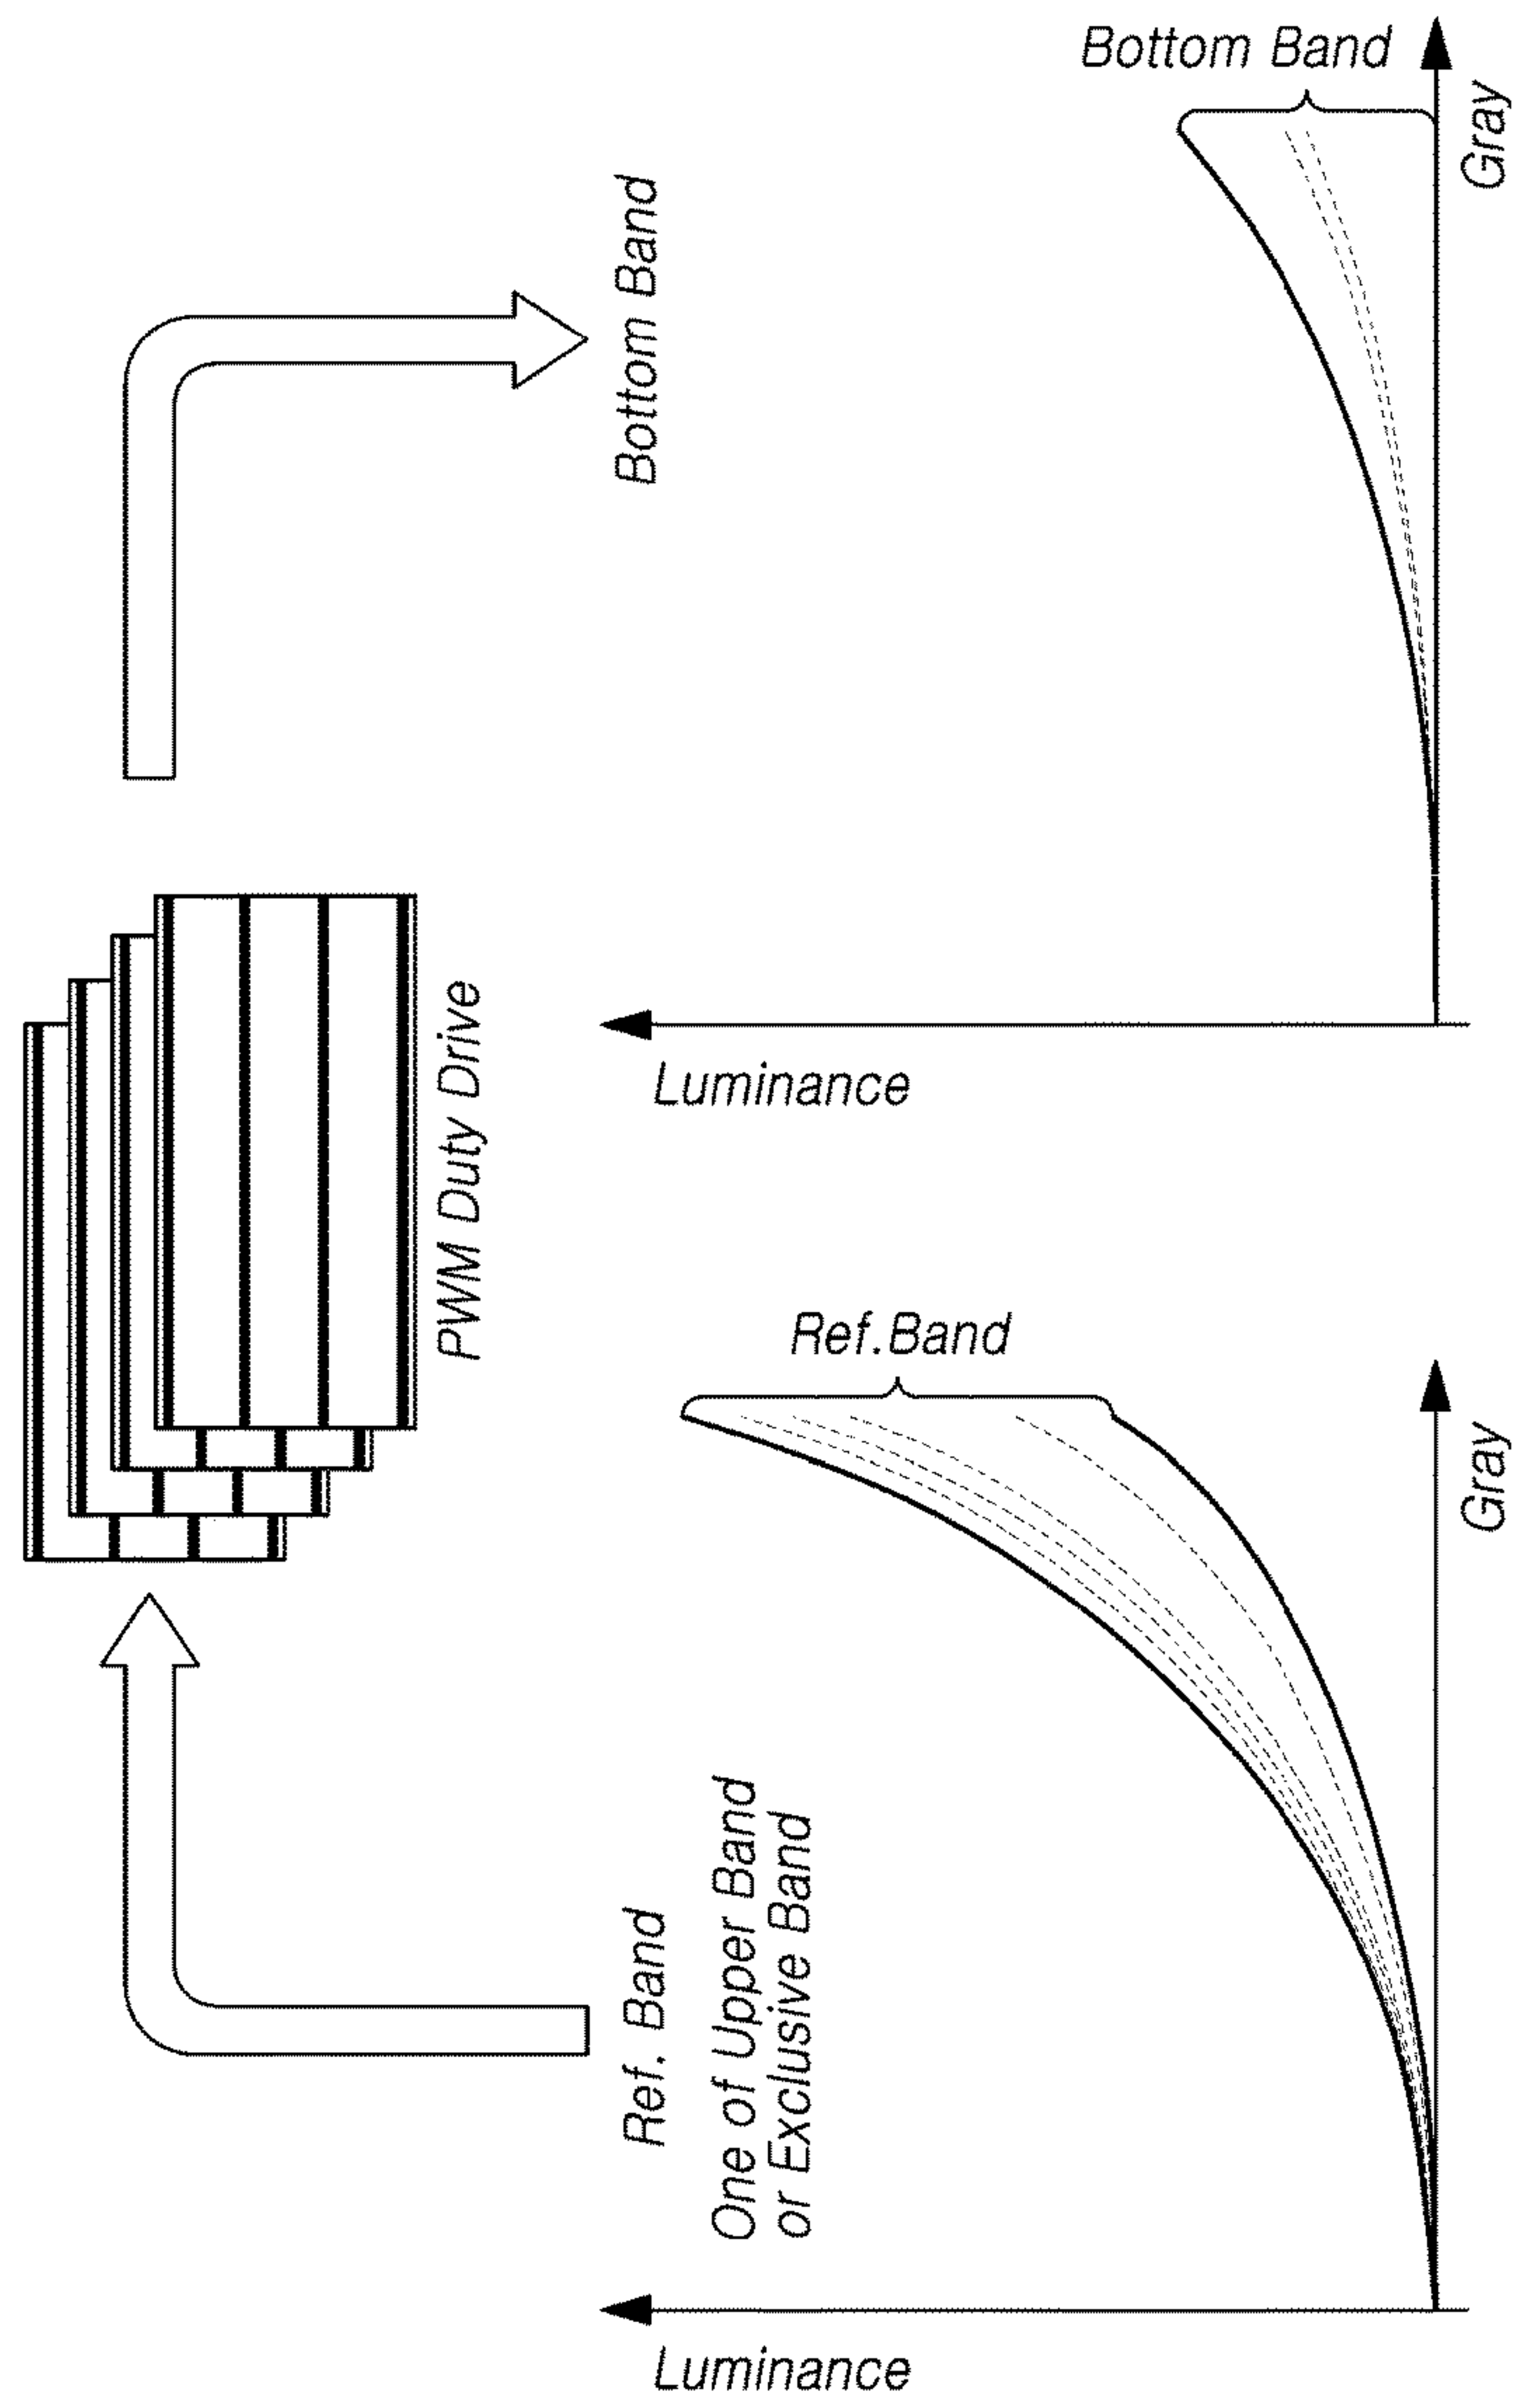 PWM Duty Drive
Ref. Band
One of Upper Band
or Exclusive Band
Bottom Band
Luminance
Ref.Band
Gray
Luminance
Bottom Band
Gray